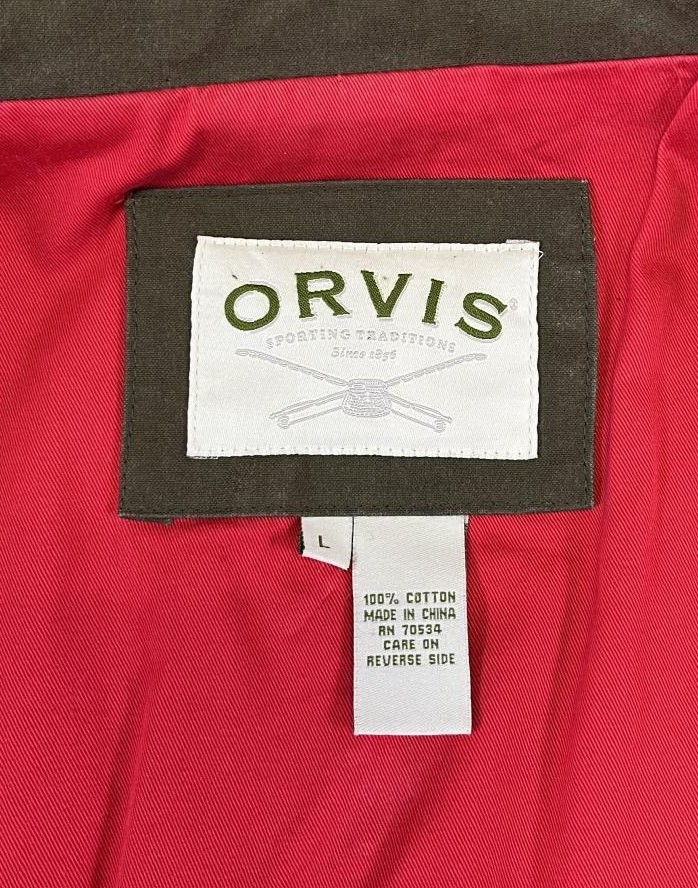 ORVIS®
SPORTING TRADITIONS
Since 1856
L
100% COTTON
MADE IN CHINA
RN 70534
CARE ON
REVERSE SIDE